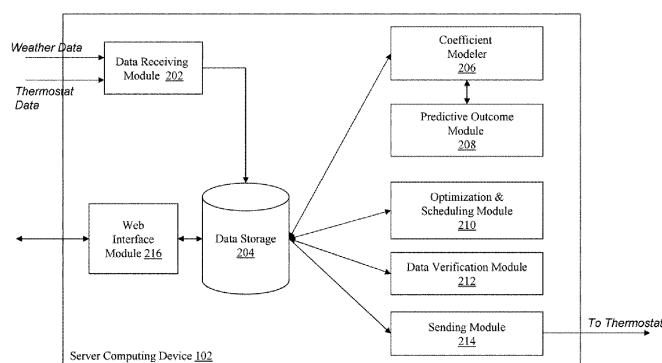 Weather Data
Thermostat
Data
Data Receiving
Module 202
Coefficient
Modeler
206
Predictive Outcome
Module
208
Web
Interface
Module 216
Data Storage
204
Optimization &
Scheduling Module
210
Data Verification Module
212
Sending Module
214
To Thermostat
Server Computing Device 102